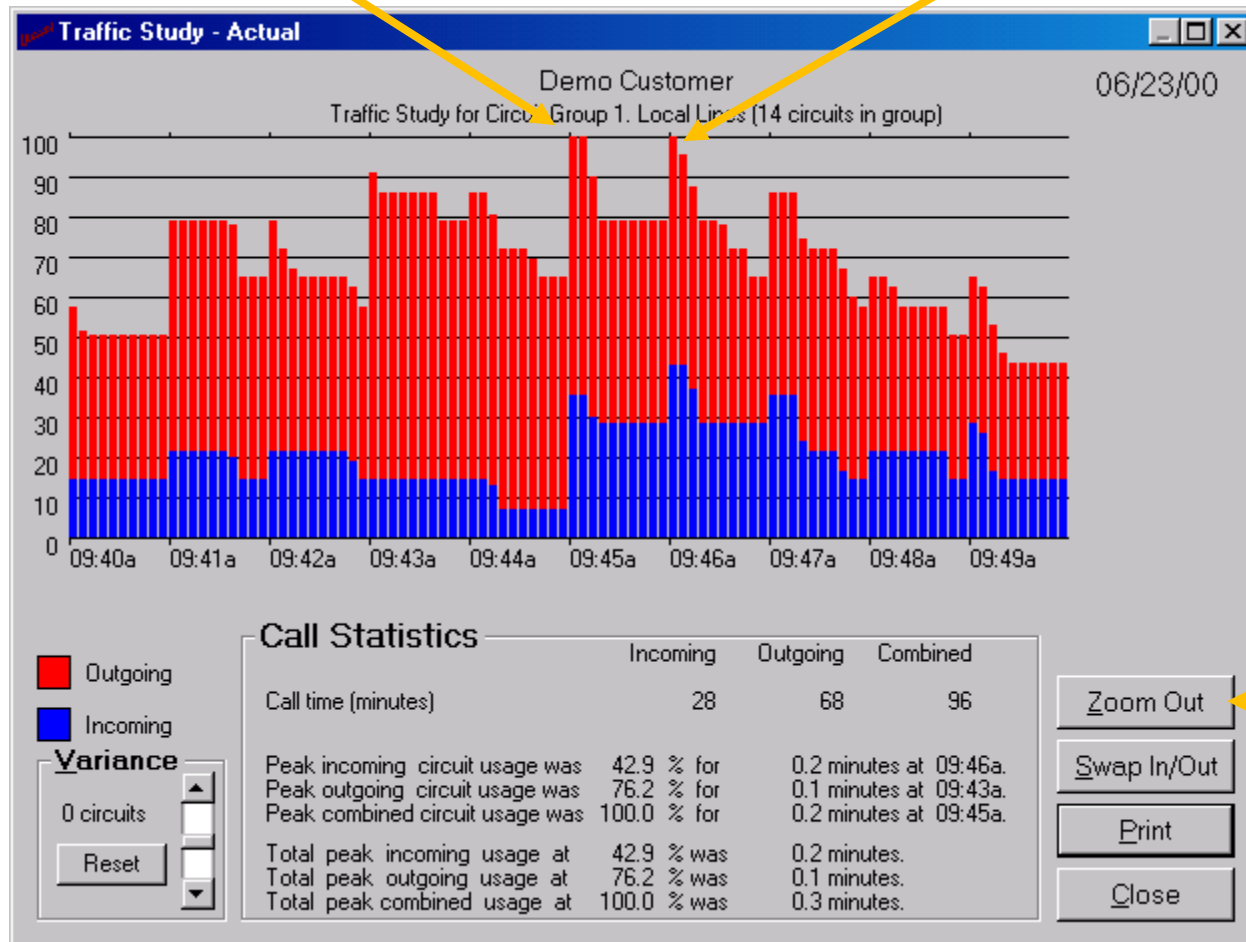 Traffic Study - Actual
Demo Customer
06/23/00
Traffic Study for Circuit Group 1. Local Lines (14 circuits in group)
100
90
80
70
60
50
40
30
20
10
0
09:40a 09:41a 09:42a 09:43a 09:44a 09:45a 09:46a 09:47a 09:48a 09:49a
Outgoing
Incoming
Variance
0 circuits
Reset
Call Statistics
Incoming Outgoing Combined
Call time (minutes) 28 68 96
Peak incoming circuit usage was 42.9 % for 0.2 minutes at 09:46a.
Peak outgoing circuit usage was 76.2 % for 0.1 minutes at 09:43a.
Peak combined circuit usage was 100.0 % for 0.2 minutes at 09:45a.
Total peak incoming usage at 42.9 % was 0.2 minutes.
Total peak outgoing usage at 76.2 % was 0.1 minutes.
Total peak combined usage at 100.0 % was 0.3 minutes.
Zoom Out
Swap In/Out
Print
Close